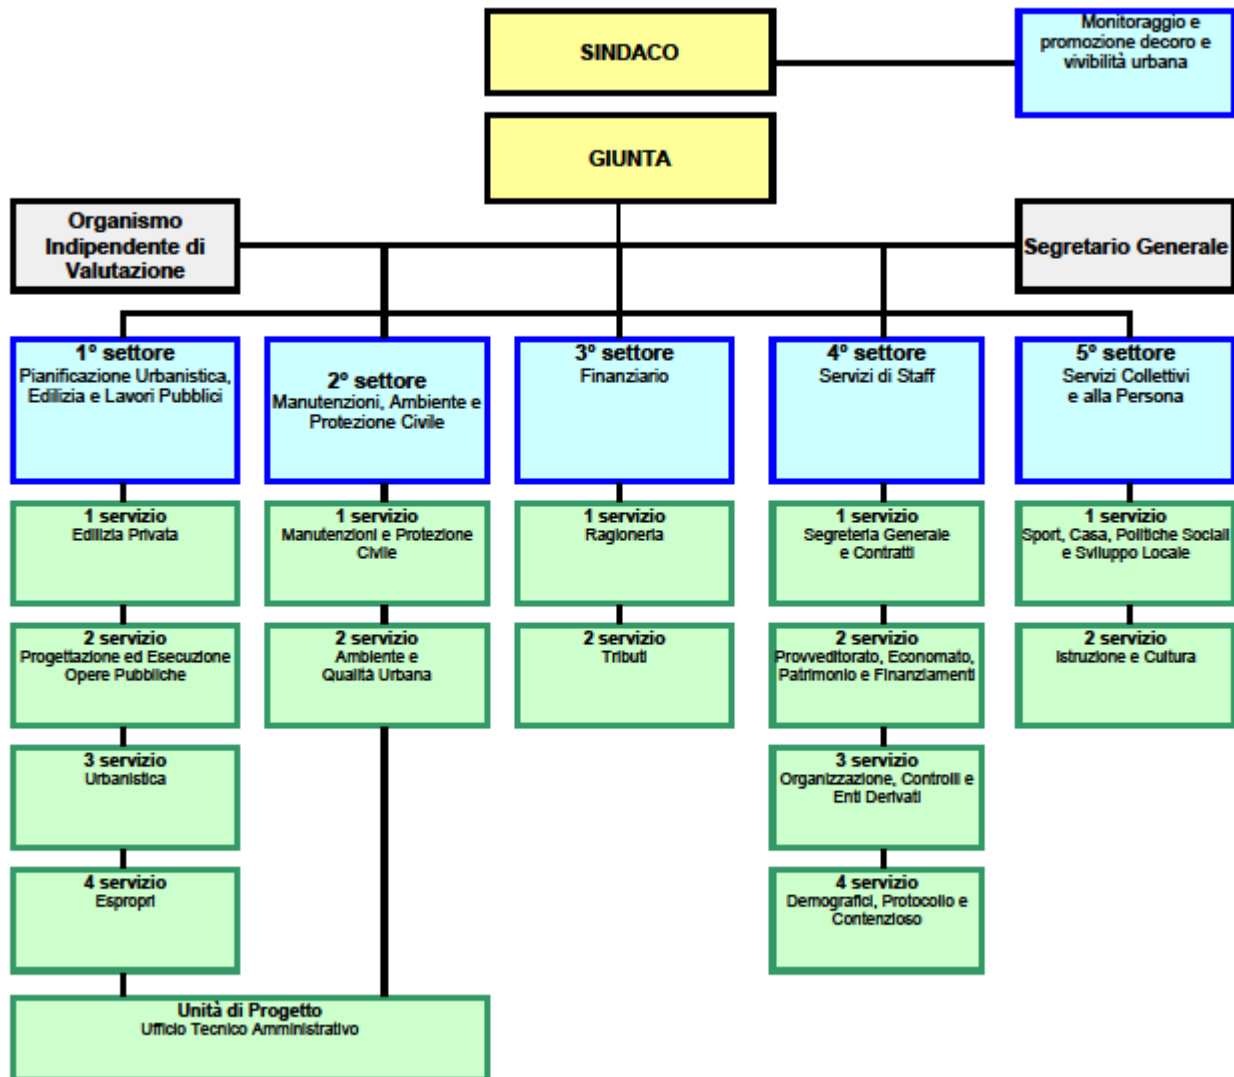 SINDACO
Monitoraggio e
promozione decoro e
vivibilità urbana
GIUNTA
Organismo
Indipendente di
Valutazione
Segretario Generale
1º settore
Pianificazione Urbanistica,
Edilizia e Lavori Pubblici
2º settore
Manutenzioni, Ambiente e
Protezione Civile
3º settore
Finanziario
4º settore
Servizi di Staff
5º settore
Servizi Collettivi
e alla Persona
1 servizio
Edilizia Privata
1 servizio
Manutenzioni e Protezione
Civile
1 servizio
Ragioneria
1 servizio
Segreteria Generale
e Contratti
1 servizio
Sport, Casa, Politiche Sociali
e Sviluppo Locale
2 servizio
Progettazione ed Esecuzione
Opere Pubbliche
2 servizio
Ambiente e
Qualità Urbana
2 servizio
Tributi
2 servizio
Provveditorato, Economato,
Patrimonio e Finanziamenti
2 servizio
Istruzione e Cultura
3 servizio
Urbanistica
3 servizio
Organizzazione, Controlli e
Enti Derivati
4 servizio
Espropri
4 servizio
Demografici, Protocollo e
Contenzioso
Unità di Progetto
Ufficio Tecnico Amministrativo